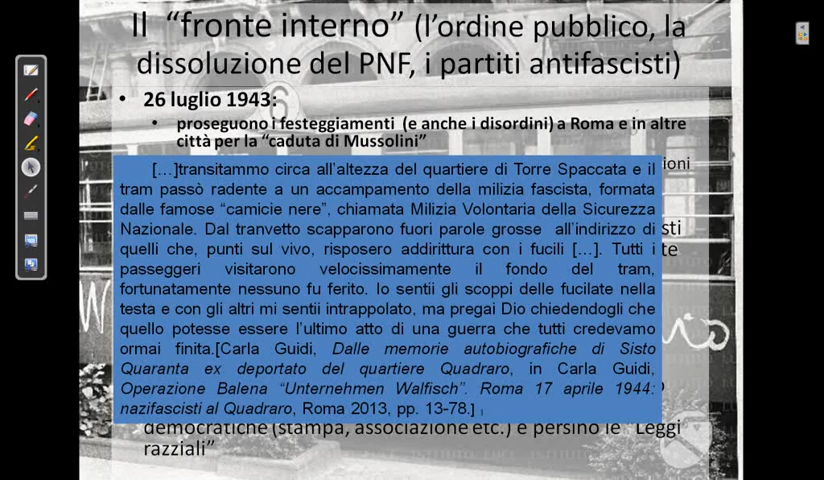 Il “fronte interno” (l’ordine pubblico, la
dissoluzione del PNF, i partiti antifascisti)
• 26 luglio 1943:
• proseguono i festeggiamenti (e anche i disordini) a Roma e in altre
città per la “caduta di Mussolini”
ioni
[…]transitammo circa all’altezza del quartiere di Torre Spaccata e il
tram passò radente a un accampamento della milizia fascista, formata
dalle famose “camicie nere”, chiamata Milizia Volontaria della Sicurezza
Nazionale. Dal tranvetto scapparono fuori parole grosse all’indirizzo di
sti
quelli che, punti sul vivo, risposero addirittura con i fucili […]. Tutti i
te
passeggeri visitarono velocissimamente il fondo del tram,
fortunatamente nessuno fu ferito. Io sentii gli scoppi delle fucilate nella
testa e con gli altri mi sentii intrappolato, ma pregai Dio chiedendogli che
quello potesse essere l’ultimo atto di una guerra che tutti credevamo
ormai finita.[Carla Guidi, Dalle memorie autobiografiche di Sisto
Quaranta ex deportato del quartiere Quadraro, in Carla Guidi,
Operazione Balena “Unternehmen Walfisch”. Roma 17 aprile 1944:
nazifascisti al Quadraro, Roma 2013, pp. 13-78.]
democratiche (stampa, associazione etc.) e persino le “Leggi
razziali”